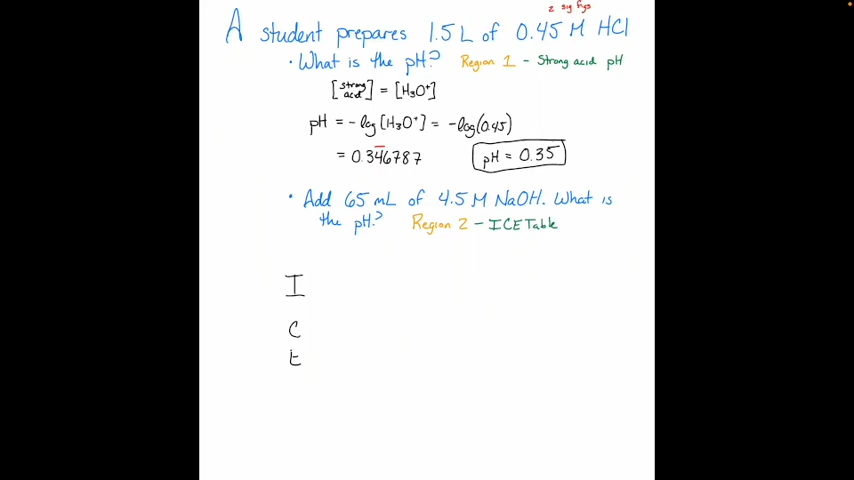 2 sig figs
A student prepares 1.5 L of 0.45 M HCl
• What is the pH? Region 1 - Strong acid pH
[strong acid] = [H₃O⁺]
pH = -log[H₃O⁺] = -log(0.45)
= 0.346787 pH = 0.35
• Add 65 mL of 4.5 M NaOH. What is
the pH? Region 2 - ICE Table
I
C
E